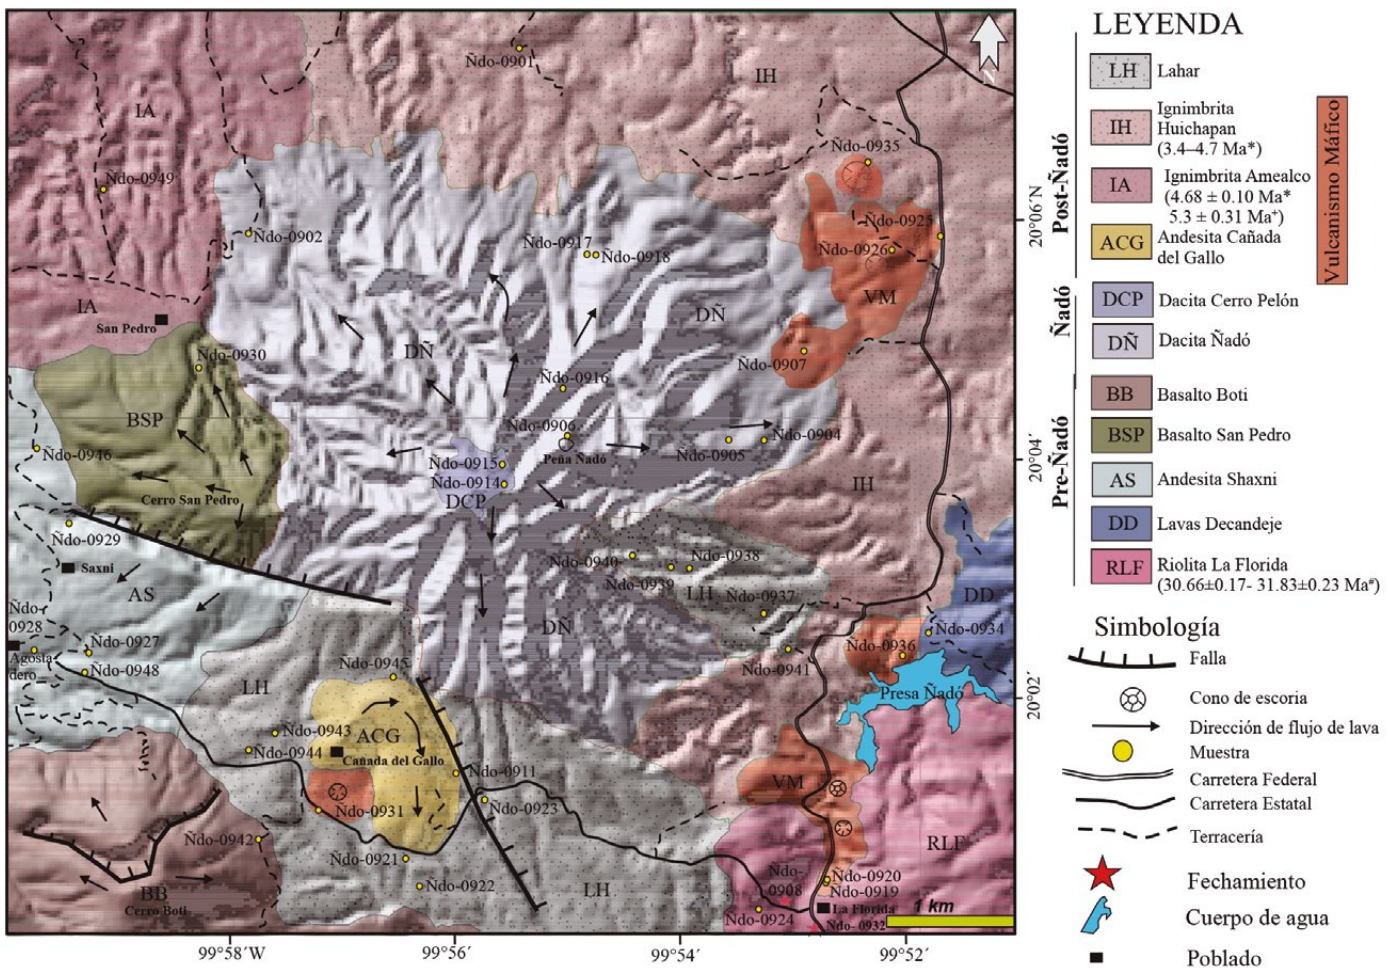 Ñdo-0901
IH
IA
Ñdo-0935
Ñdo-0949
Ñdo-0902
Ñdo-0917
Ñdo-0918
Ñdo-0925
Ñdo-0926
VM
IA
San Pedro
DÑ
DÑ
Ñdo-0930
Ñdo-0907
Ñdo-0916
BSP
Ñdo-0906
Ñdo-0904
Ñdo-0905
Peña Ñadó
Ñdo-0946
Ñdo-0915
Ñdo-0914
DCP
Cerro San Pedro
IH
Ñdo-0929
Saxni
Ñdo-0940
Ñdo-0938
Ñdo-0939
LH
Ñdo-0937
AS
DD
Ñdo-
0928
Agosta
dero
Ñdo-0927
Ñdo-0948
DÑ
Ñdo-0934
Ñdo-0936
Ñdo-0941
Ñdo-0945
LH
Presa Ñadó
Ñdo-0943
Ñdo-0944
ACG
Cañada del Gallo
Ñdo-0911
VM
Ñdo-0931
Ñdo-0923
Ñdo-0942
Ñdo-0921
RLF
Ñdo-0922
LH
BB
Cerro Boti
Ñdo-
0908
Ñdo-0920
Ñdo-0919
Ñdo-0924
La Florida
Ñdo- 0932
1 km
N
99°58′W
99°56′
99°54′
99°52′
20°06′N
20°04′
20°02′
LEYENDA
Post-Ñadó
LH Lahar
IH Ignimbrita
Huichapan
(3.4–4.7 Ma*)
IA Ignimbrita Amealco
(4.68 ± 0.10 Ma*
5.3 ± 0.31 Ma⁺)
ACG Andesita Cañada
del Gallo
Vulcanismo Máfico
Ñadó
DCP Dacita Cerro Pelón
DÑ Dacita Ñadó
Pre-Ñadó
BB Basalto Boti
BSP Basalto San Pedro
AS Andesita Shaxni
DD Lavas Decandeje
RLF Riolita La Florida
(30.66±0.17- 31.83±0.23 Ma#)
Simbología
Falla
Cono de escoria
Dirección de flujo de lava
Muestra
Carretera Federal
Carretera Estatal
Terracería
Fechamiento
Cuerpo de agua
Poblado